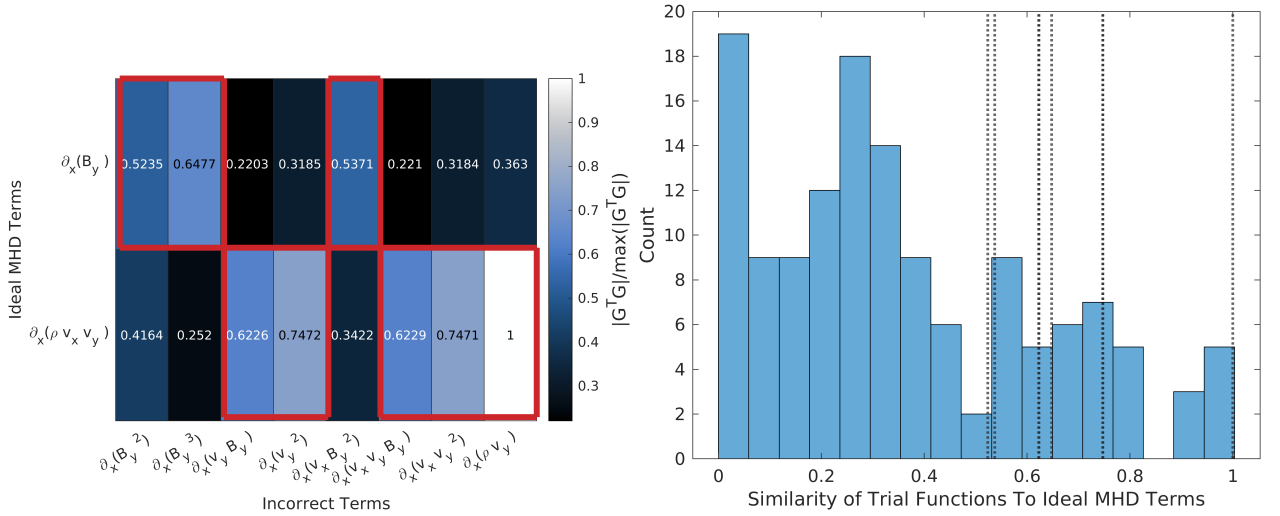 ∂x(By)
0.5235 0.6477 0.2203 0.3185 0.5371 0.221 0.3184 0.363
∂x(ρ vx vy)
0.4164 0.252 0.6226 0.7472 0.3422 0.6229 0.7471 1
Ideal MHD Terms
∂x(By²) ∂x(By³) ∂x(vy By) ∂x(vy²) ∂x(vx By²) ∂x(vx vy By) ∂x(vx vy²) ∂x(ρ vy)
Incorrect Terms
1
0.9
0.8
0.7
0.6
0.5
0.4
0.3
|GᵀG|/max(|GᵀG|)
20
18
16
14
12
10
8
6
4
2
0
Count
0 0.2 0.4 0.6 0.8 1
Similarity of Trial Functions To Ideal MHD Terms